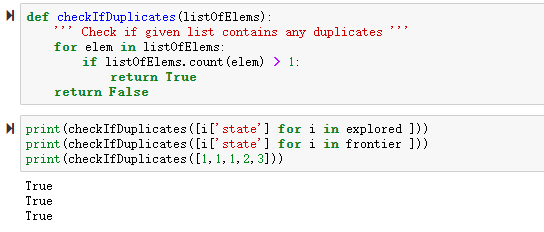 def checkIfDuplicates(listOfElems):
    ''' Check if given list contains any duplicates '''
    for elem in listOfElems:
        if listOfElems.count(elem) > 1:
            return True
    return False
print(checkIfDuplicates([i['state'] for i in explored ]))
print(checkIfDuplicates([i['state'] for i in frontier ]))
print(checkIfDuplicates([1,1,1,2,3]))
True
True
True